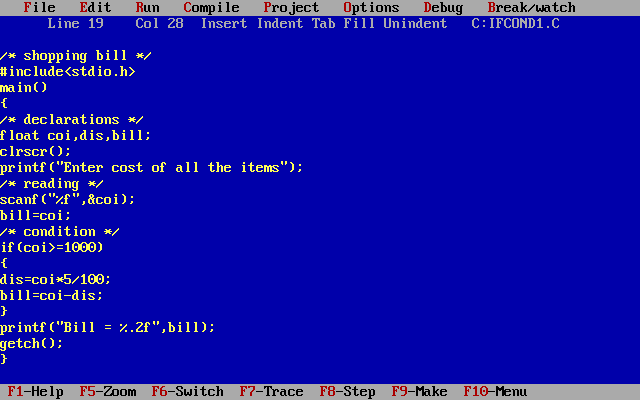 File Edit Run Compile Project Options Debug Break/watch
Line 19 Col 28 Insert Indent Tab Fill Unindent C:IFCOND1.C
/* shopping bill */
#include<stdio.h>
main()
{
/* declarations */
float coi,dis,bill;
clrscr();
printf("Enter cost of all the items");
/* reading */
scanf("%f",&coi);
bill=coi;
/* condition */
if(coi>=1000)
{
dis=coi*5/100;
bill=coi-dis;
}
printf("Bill = %.2f",bill);
getch();
}
F1-Help F5-Zoom F6-Switch F7-Trace F8-Step F9-Make F10-Menu